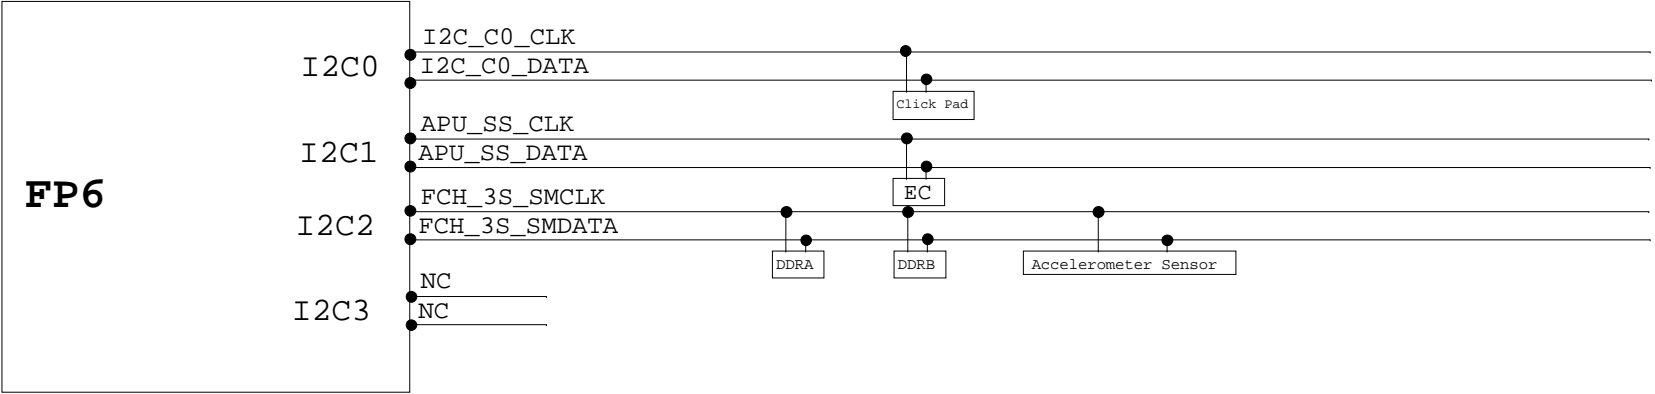 I2C_C0_CLK
I2C0
I2C_C0_DATA
Click Pad
APU_SS_CLK
I2C1
APU_SS_DATA
FP6
EC
FCH_3S_SMCLK
I2C2
FCH_3S_SMDATA
DDRA
DDRB
Accelerometer Sensor
NC
I2C3
NC